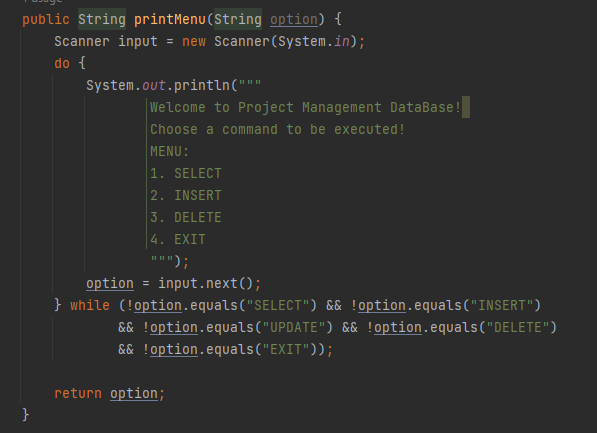 public String printMenu(String option) {
Scanner input = new Scanner(System.in);
do {
System.out.println("""
Welcome to Project Management DataBase!
Choose a command to be executed!
MENU:
1. SELECT
2. INSERT
3. DELETE
4. EXIT
""");
option = input.next();
} while (!option.equals("SELECT") && !option.equals("INSERT")
&& !option.equals("UPDATE") && !option.equals("DELETE")
&& !option.equals("EXIT"));
return option;
}